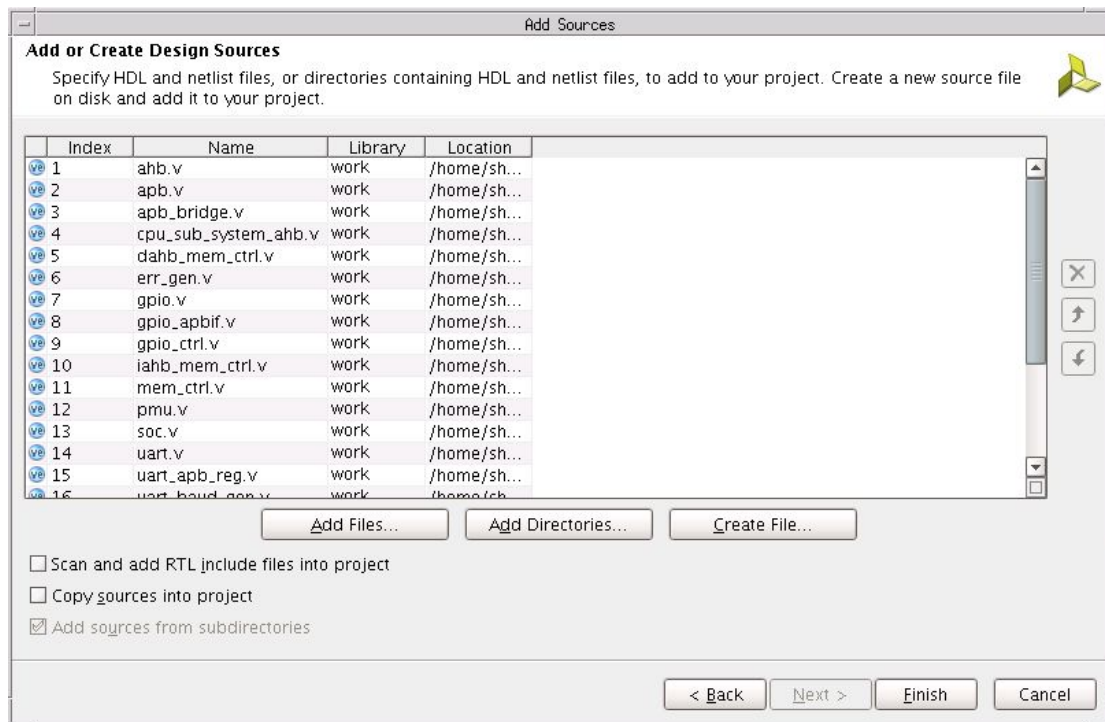 Add Sources
Add or Create Design Sources
Specify HDL and netlist files, or directories containing HDL and netlist files, to add to your project. Create a new source file
on disk and add it to your project.
Index Name Library Location
1 ahb.v work /home/sh...
2 apb.v work /home/sh...
3 apb_bridge.v work /home/sh...
4 cpu_sub_system_ahb.v work /home/sh...
5 dahb_mem_ctrl.v work /home/sh...
6 err_gen.v work /home/sh...
7 gpio.v work /home/sh...
8 gpio_apbif.v work /home/sh...
9 gpio_ctrl.v work /home/sh...
10 iahb_mem_ctrl.v work /home/sh...
11 mem_ctrl.v work /home/sh...
12 pmu.v work /home/sh...
13 soc.v work /home/sh...
14 uart.v work /home/sh...
15 uart_apb_reg.v work /home/sh...
16 uart_baud_gen.v work /home/sh...
Add Files... Add Directories... Create File...
Scan and add RTL include files into project
Copy sources into project
Add sources from subdirectories
< Back Next > Finish Cancel